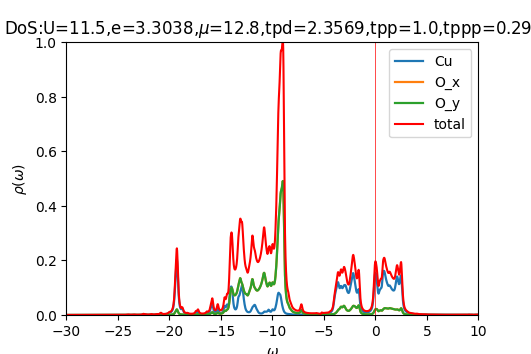 DoS:U=11.5,e=3.3038,μ=12.8,tpd=2.3569,tpp=1.0,tppp=0.29
1.0
0.8
0.6
0.4
0.2
0.0
ρ(ω)
Cu
O_x
O_y
total
−30 −25 −20 −15 −10 −5 0 5 10
ω